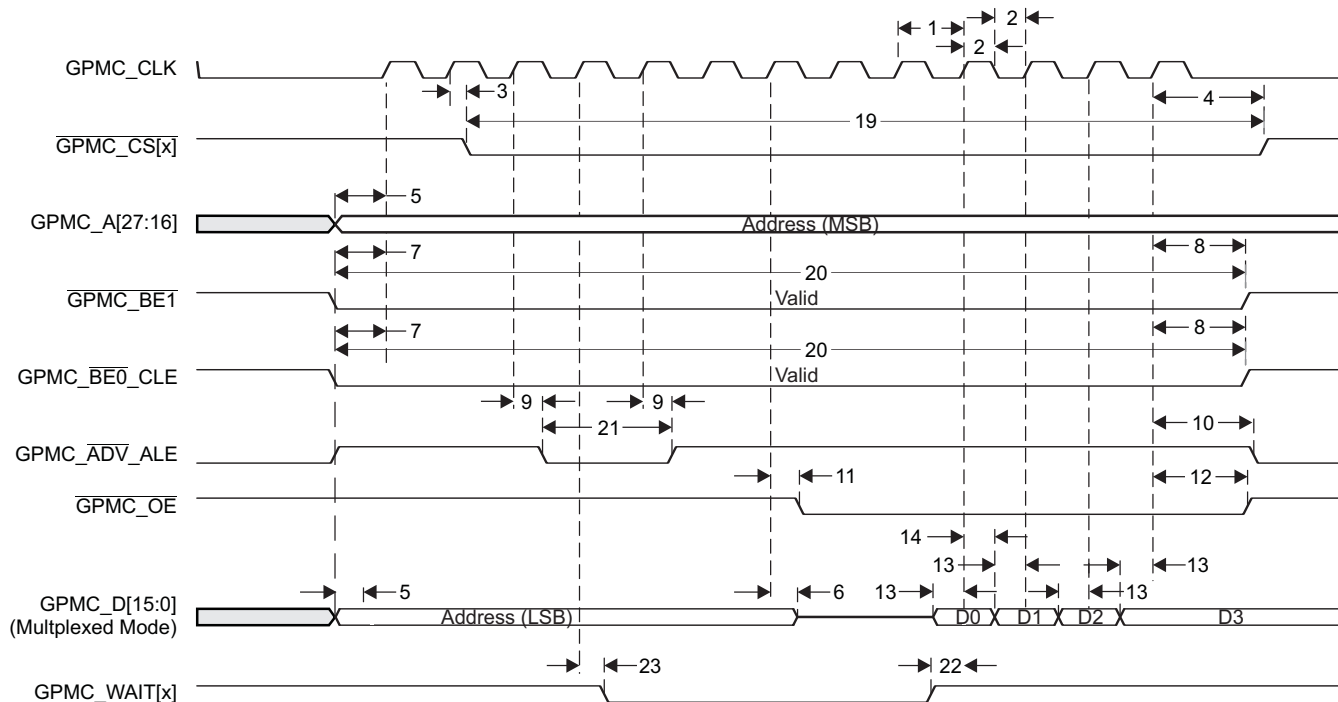 1
2
2
GPMC_CLK
3
4
19
GPMC_CS[x]
5
GPMC_A[27:16]
Address (MSB)
7
8
20
GPMC_BE1
Valid
7
8
20
GPMC_BE0_CLE
Valid
9
9
21
10
GPMC_ADV_ALE
11
12
GPMC_OE
14
13
13
5
6
13
13
GPMC_D[15:0]
(Multplexed Mode)
Address (LSB)
D0
D1
D2
D3
23
22
GPMC_WAIT[x]